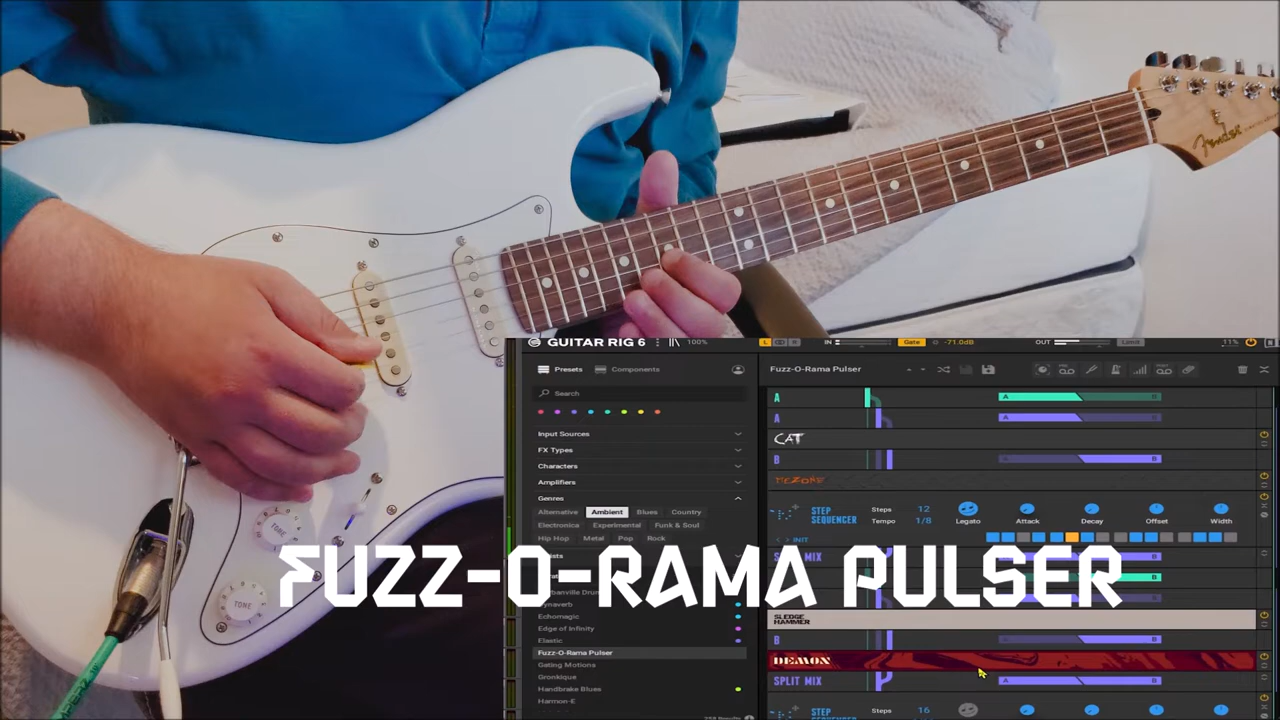 Fender
GUITAR RIG 6
100%
L
R
IN
Gate
-71.0dB
OUT
Limit
11%
Presets
Components
Fuzz-O-Rama Pulser
Search
A
A
B
A
A
B
Input Sources
FX Types
Characters
Amplifiers
Genres
Alternative
Ambient
Blues
Country
Electronica
Experimental
Funk & Soul
Hip Hop
Metal
Pop
Rock
CAT
B
A
B
STEP
SEQUENCER
Steps
12
Tempo
1/8
Legato
Attack
Decay
Offset
Width
INIT
FUZZ-O-RAMA PULSER
B
SLEDGE
HAMMER
B
A
B
DEMON
SPLIT MIX
A
B
STEP
Steps
16
Echomagic
Edge of Infinity
Elastic
Fuzz-O-Rama Pulser
Gating Motions
Gronkique
Handbrake Blues
Harmon-E
TONE
TONE